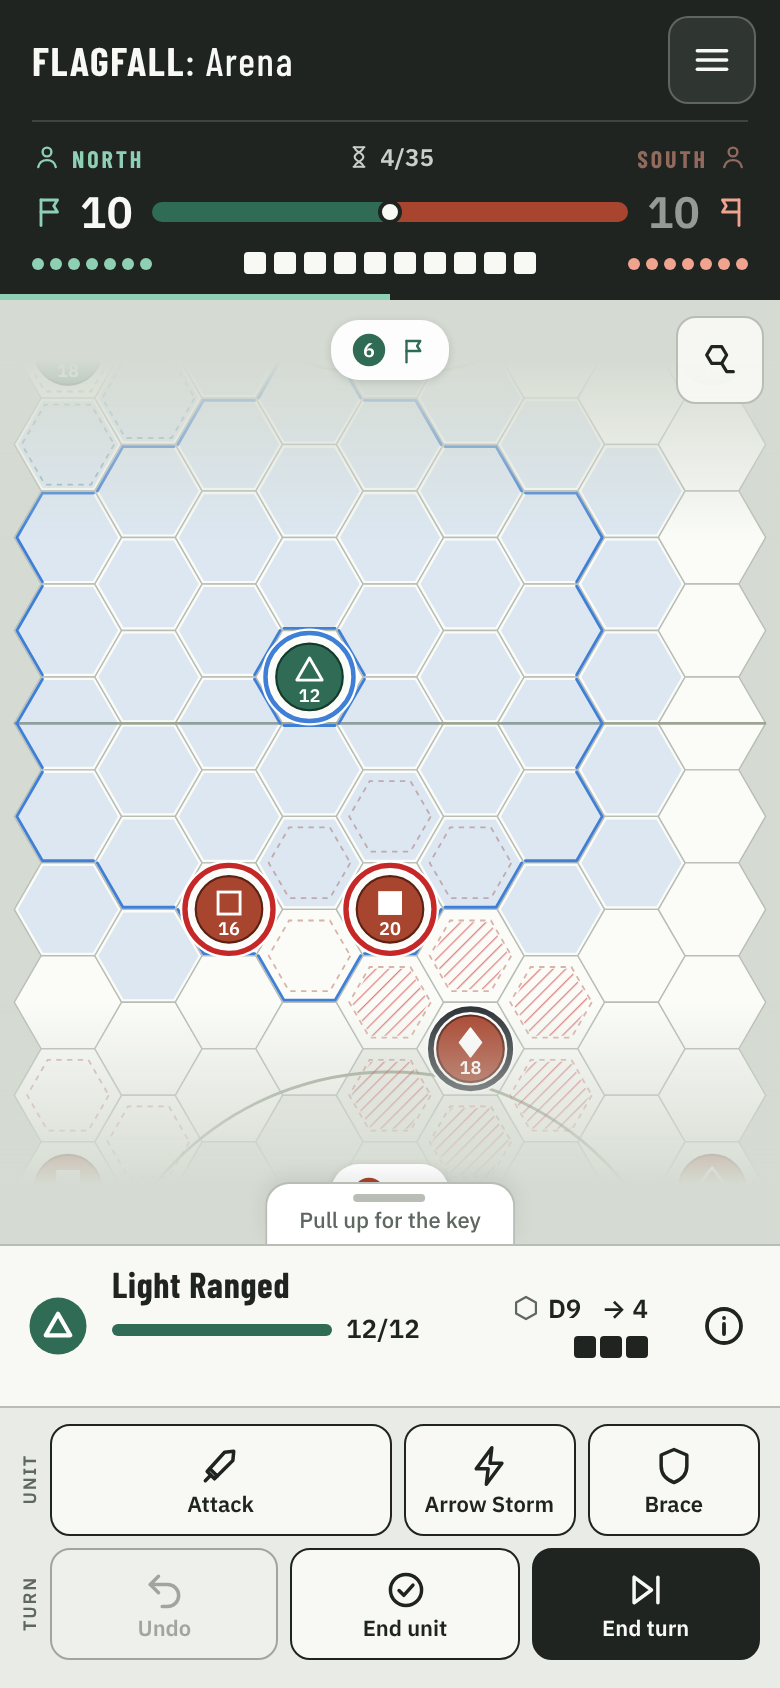 FLAGFALL: Arena
NORTH 4/35 SOUTH
10 10
6
18
12
16 20
18
Pull up for the key
Light Ranged
12/12 D9 → 4
UNIT
Attack Arrow Storm Brace
TURN
Undo End unit End turn